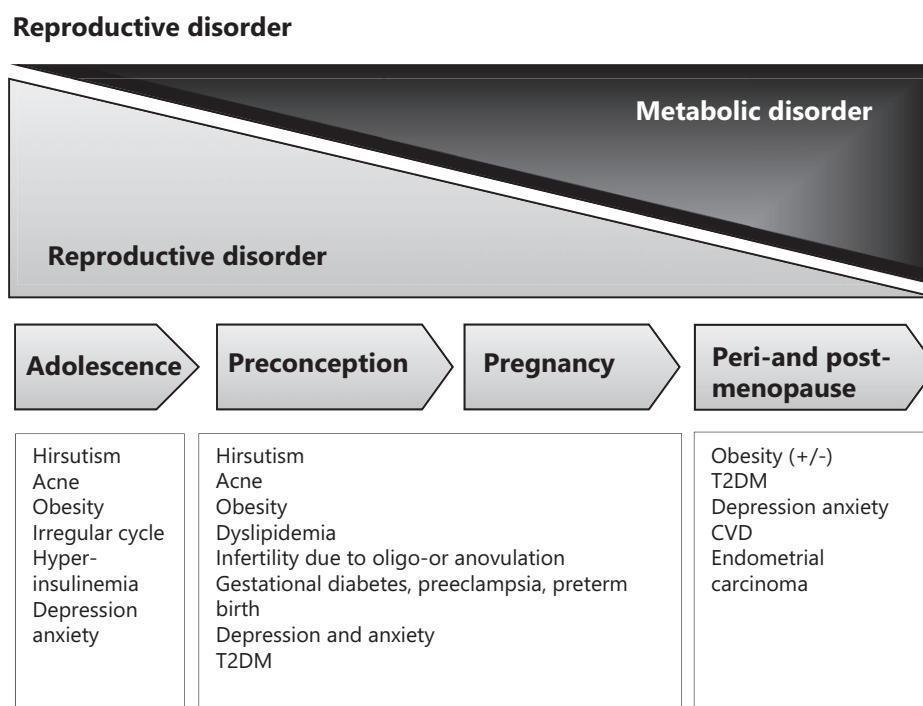 Reproductive disorder
Metabolic disorder
Reproductive disorder
Adolescence
Preconception
Pregnancy
Peri-and post-
menopause
Hirsutism
Acne
Obesity
Irregular cycle
Hyper-
insulinemia
Depression
anxiety
Hirsutism
Acne
Obesity
Dyslipidemia
Infertility due to oligo-or anovulation
Gestational diabetes, preeclampsia, preterm
birth
Depression and anxiety
T2DM
Obesity (+/-)
T2DM
Depression anxiety
CVD
Endometrial
carcinoma